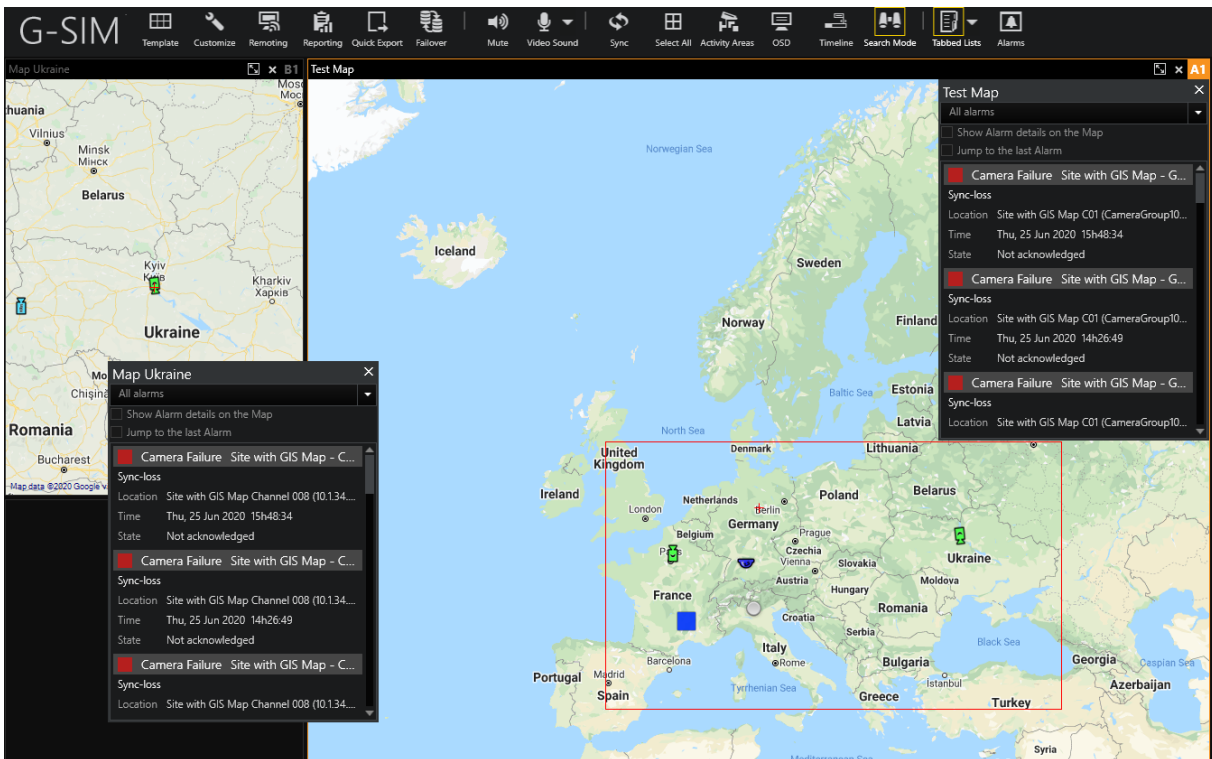 G-SIM
Template
Customize
Remoting
Reporting
Quick Export
Failover
Mute
Video Sound
Sync
Select All
Activity Areas
OSD
Timeline
Search Mode
Tabbed Lists
Alarms
Map Ukraine
B1
Test Map
A1
Vilnius
Minsk
Мінск
Belarus
Kyiv
Київ
Kharkiv
Харків
Ukraine
Romania
Bucharest
Map data ©2020 Google
Map Ukraine
All alarms
Show Alarm details on the Map
Jump to the last Alarm
Camera Failure Site with GIS Map - C...
Sync-loss
Location Site with GIS Map Channel 008 (10.1.34....
Time Thu, 25 Jun 2020 15h48:34
State Not acknowledged
Camera Failure Site with GIS Map - C...
Sync-loss
Location Site with GIS Map Channel 008 (10.1.34....
Time Thu, 25 Jun 2020 14h26:49
State Not acknowledged
Camera Failure Site with GIS Map - C...
Sync-loss
Location Site with GIS Map Channel 008 (10.1.34....
Norwegian Sea
Iceland
Sweden
Norway
Finland
Baltic Sea
Estonia
Latvia
North Sea
Denmark
Lithuania
United
Kingdom
Ireland
Netherlands
Poland
Belarus
London
Berlin
Germany
Belgium
Prague
Paris
Czechia
Vienna
Slovakia
Ukraine
Austria
Hungary
Moldova
France
Romania
Croatia
Serbia
Italy
Black Sea
Barcelona
Rome
Bulgaria
Georgia
Caspian Sea
Portugal
Madrid
Spain
Tyrrhenian Sea
Istanbul
Greece
Turkey
Azerbaijan
Syria
Mediterranean Sea
Test Map
All alarms
Show Alarm details on the Map
Jump to the last Alarm
Camera Failure Site with GIS Map - G...
Sync-loss
Location Site with GIS Map C01 (CameraGroup10...
Time Thu, 25 Jun 2020 15h48:34
State Not acknowledged
Camera Failure Site with GIS Map - G...
Sync-loss
Location Site with GIS Map C01 (CameraGroup10...
Time Thu, 25 Jun 2020 14h26:49
State Not acknowledged
Camera Failure Site with GIS Map - G...
Sync-loss
Location Site with GIS Map C01 (CameraGroup10...